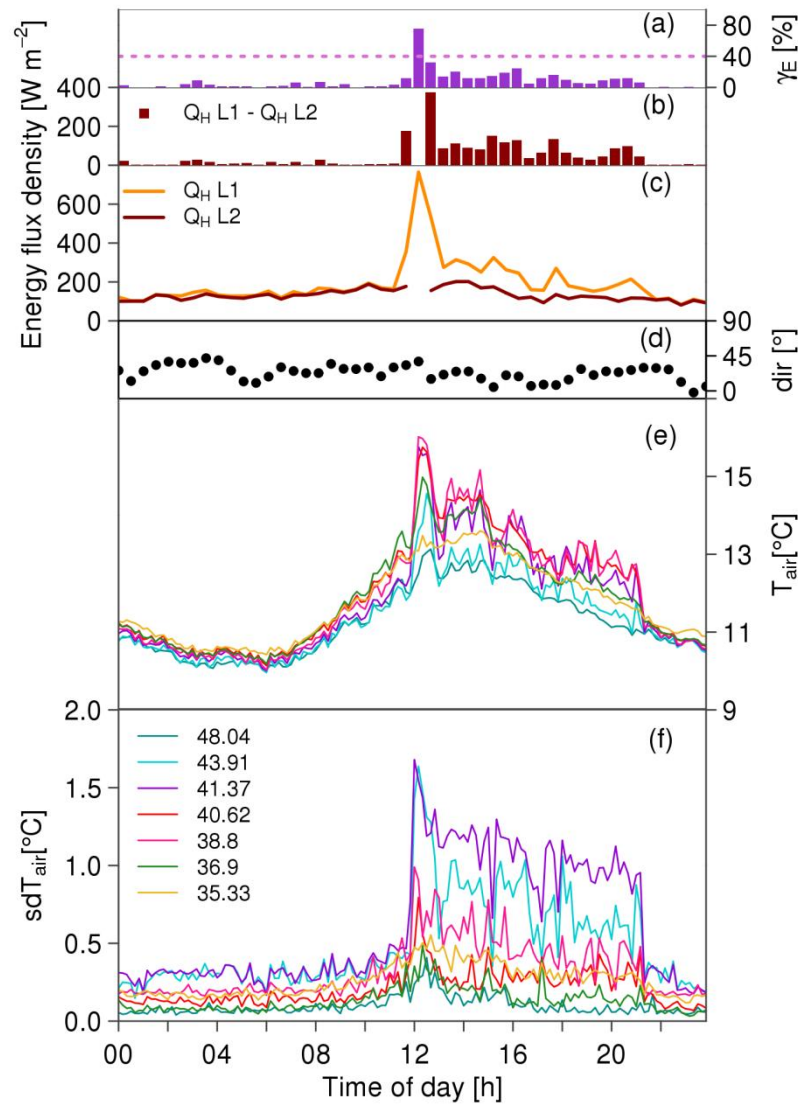 (a)
80
40
0
γE [%]
Energy flux density [W m−2]
400
200
0
QH L1 - QH L2
(b)
600
400
200
0
QH L1
QH L2
(c)
(d)
90
45
0
dir [°]
(e)
15
13
11
9
Tair[°C]
2.0
1.5
1.0
0.5
0.0
sdTair[°C]
(f)
48.04
43.91
41.37
40.62
38.8
36.9
35.33
00 04 08 12 16 20
Time of day [h]